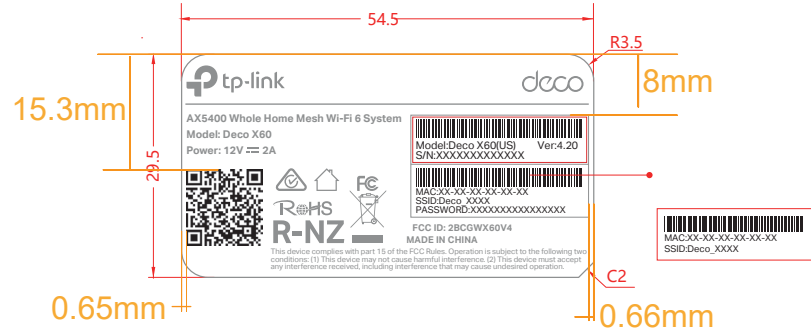 54.5
R3.5
tp-link
deco
8mm
15.3mm
AX5400 Whole Home Mesh Wi-Fi 6 System
Model: Deco X60
Power: 12V ⎓ 2A
29.5
Model:Deco X60(US) Ver:4.20
S/N:XXXXXXXXXXXXX
MAC:XX-XX-XX-XX-XX-XX
SSID:Deco_XXXX
PASSWORD:XXXXXXXXXXXXXXXXX
FC
RoHS
R-NZ
FCC ID: 2BCGWX60V4
MADE IN CHINA
MAC:XX-XX-XX-XX-XX-XX
SSID:Deco_XXXX
This device complies with part 15 of the FCC Rules. Operation is subject to the following two
conditions: (1) This device may not cause harmful interference. (2) This device must accept
any interference received, including interference that may cause undesired operation.
C2
0.65mm
0.66mm